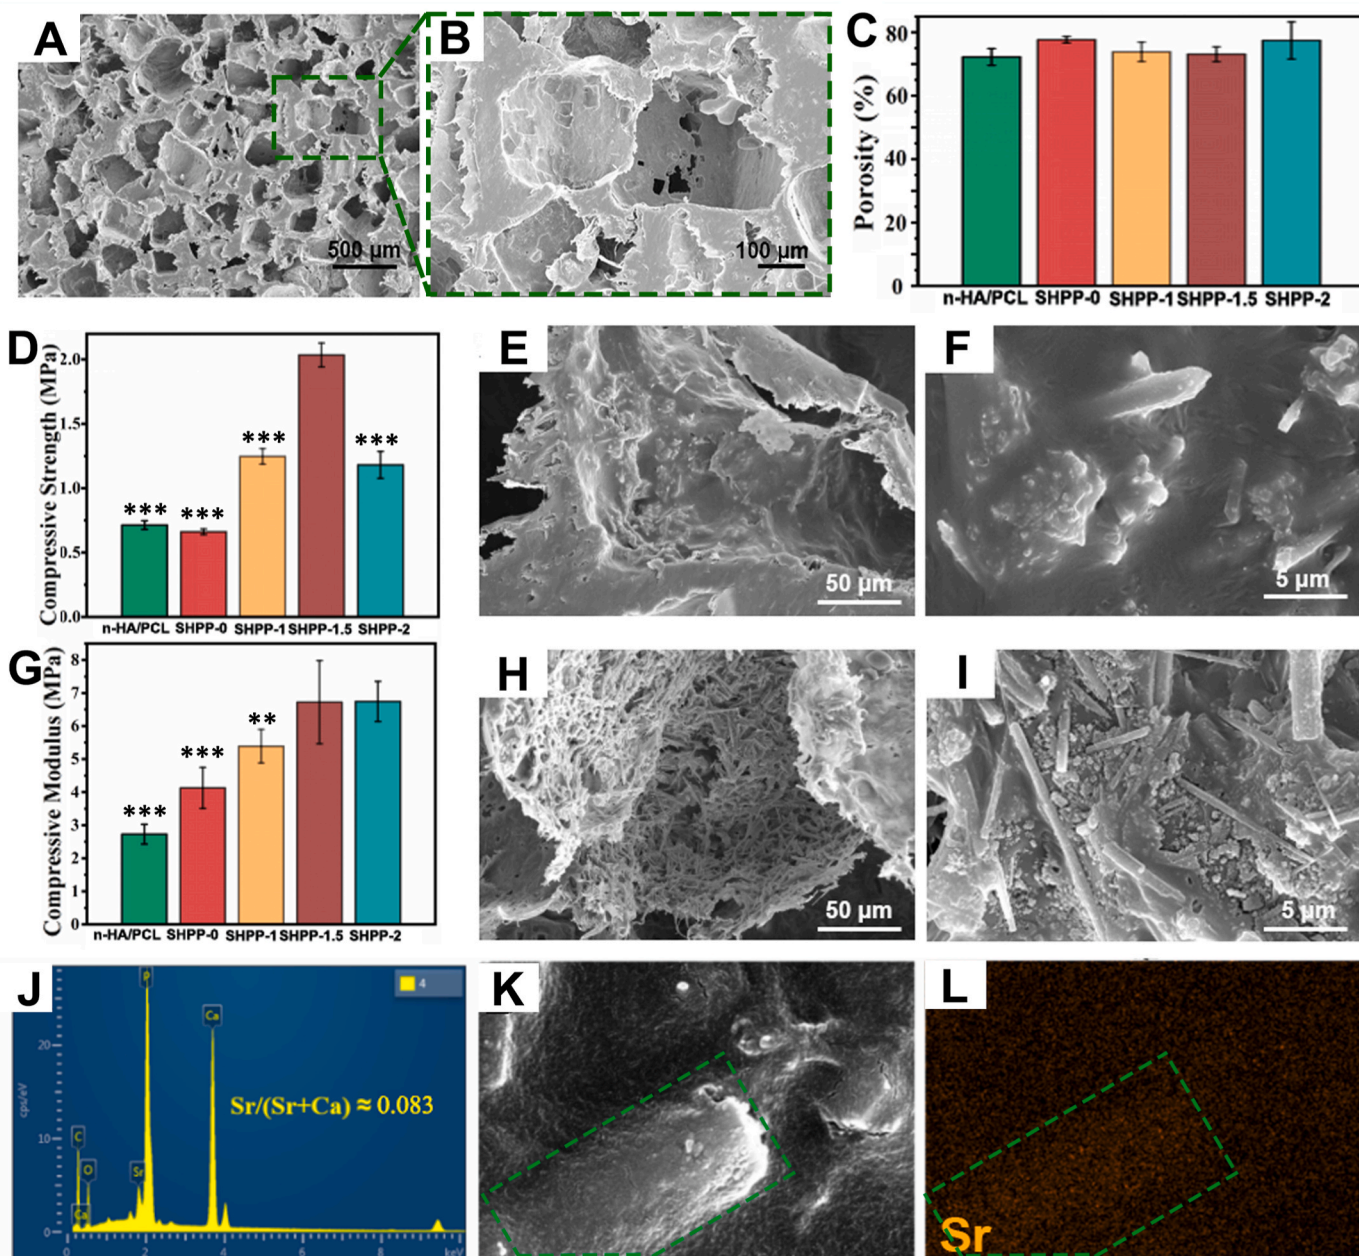 A
500 μm
B
100 μm
C
Porosity (%)
80
60
40
20
0
n-HA/PCL SHPP-0 SHPP-1 SHPP-1.5 SHPP-2
D
Compressive Strength (MPa)
2.0
1.5
1.0
0.5
0.0
*** *** *** ***
n-HA/PCL SHPP-0 SHPP-1 SHPP-1.5 SHPP-2
E
50 μm
F
5 μm
G
Compressive Modulus (MPa)
8
7
6
5
4
3
2
1
0
*** *** **
n-HA/PCL SHPP-0 SHPP-1 SHPP-1.5 SHPP-2
H
50 μm
I
5 μm
J
4
cps/eV
20
10
0
P
Ca
C
O
Sr
Ca
Sr/(Sr+Ca) ≈ 0.083
0 2 4 6 8 keV
K
L
Sr